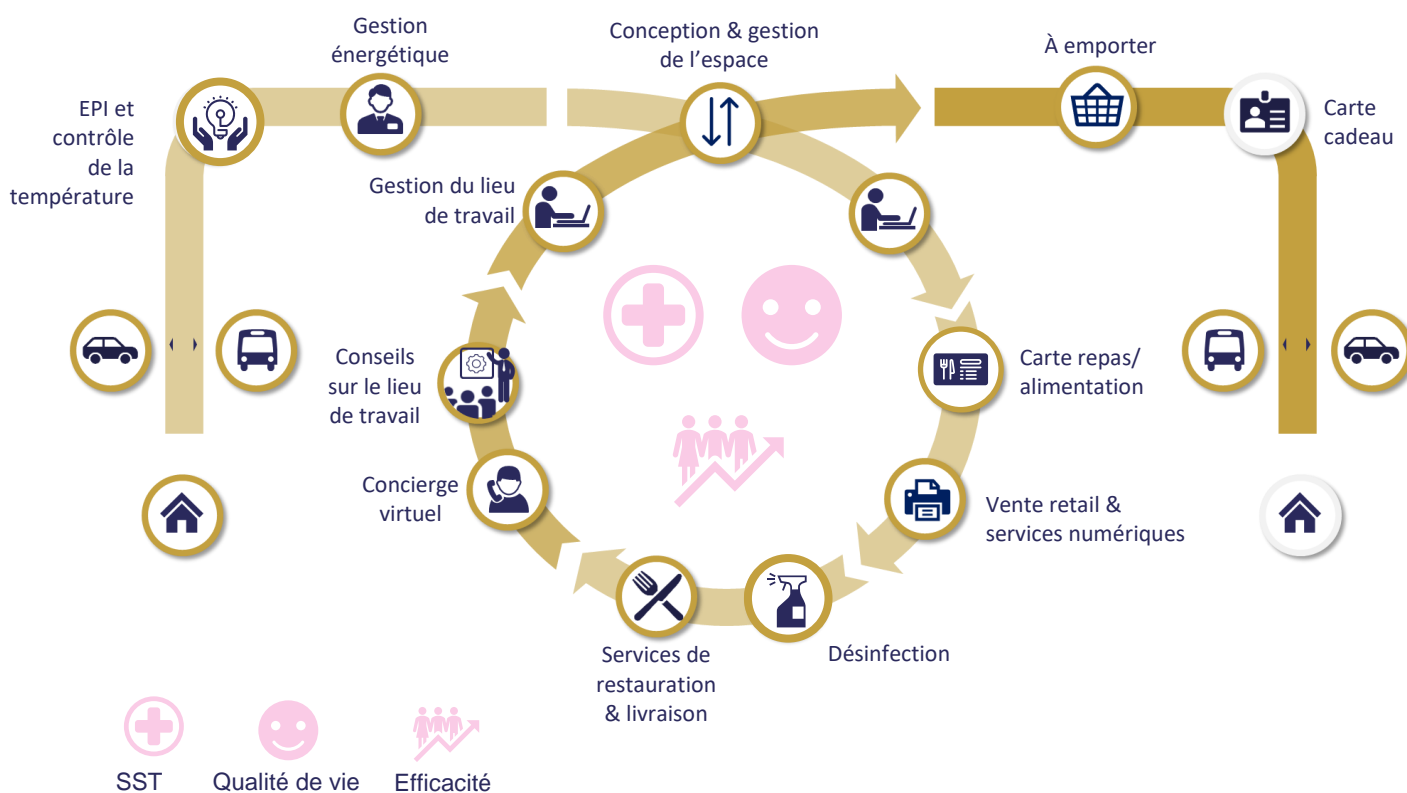 Gestion
énergétique
Conception & gestion
de l’espace
À emporter
EPI et
contrôle
de la
température
Carte
cadeau
Gestion du lieu
de travail
Conseils
sur le lieu
de travail
Carte repas/
alimentation
Concierge
virtuel
Vente retail &
services numériques
Services de
restauration
& livraison
Désinfection
SST
Qualité de vie
Efficacité